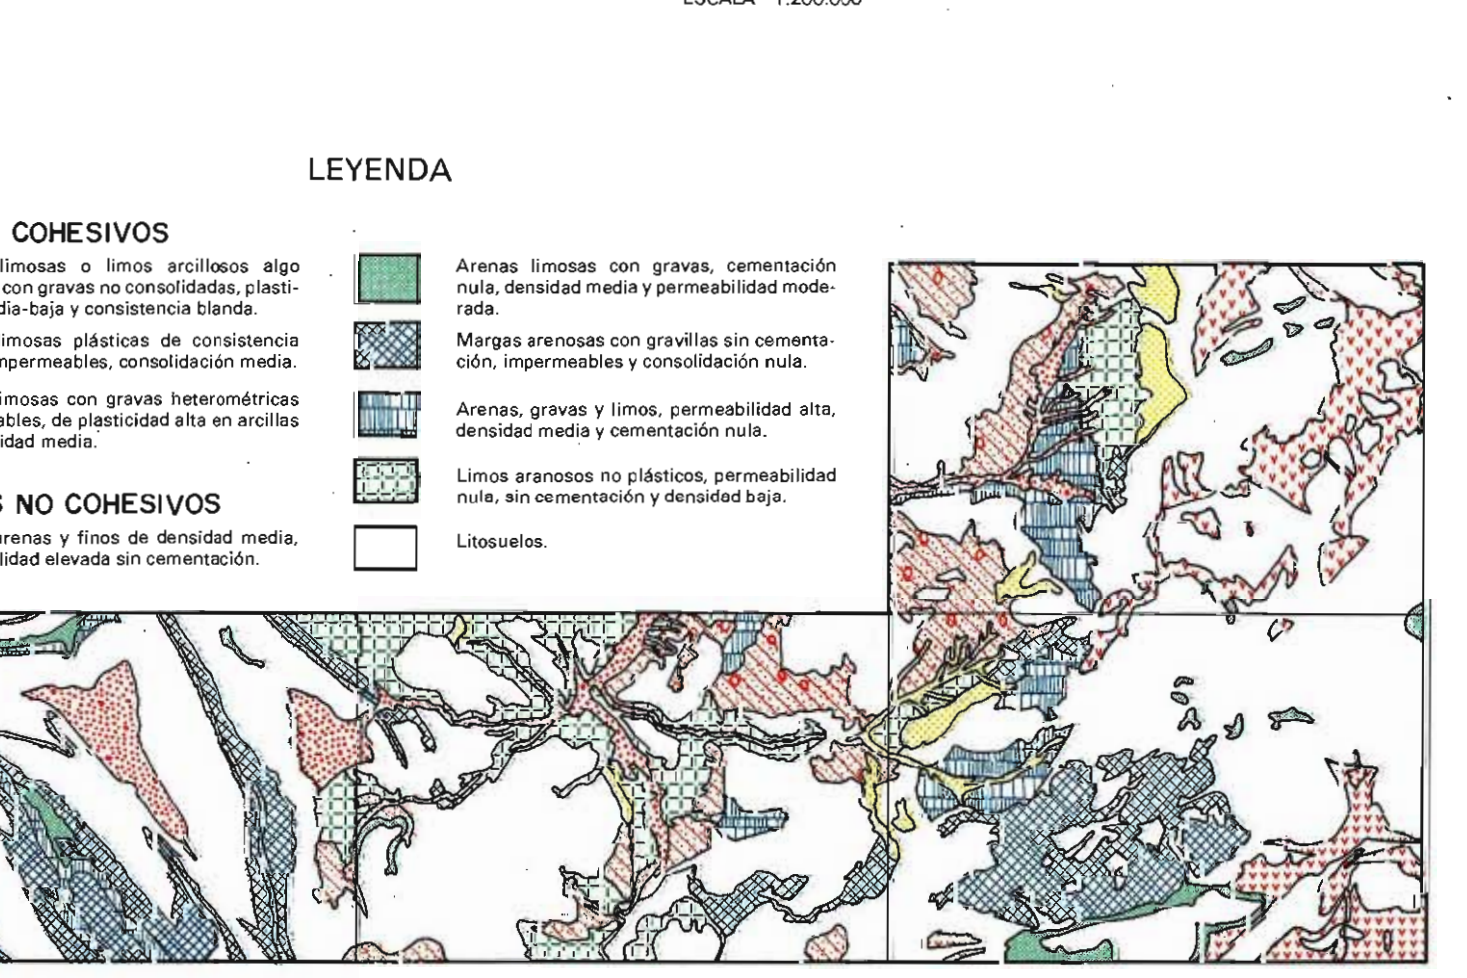 ESCALA 1:200.000
LEYENDA
COHESIVOS
limosas o limos arcillosos algo
con gravas no consolidadas, plasti-
dia-baja y consistencia blanda.
imosas plásticas de consistencia
mpermeables, consolidación media.
imosas con gravas heterométricas
ables, de plasticidad alta en arcillas
idad media.
S NO COHESIVOS
arenas y finos de densidad media,
lidad elevada sin cementación.
Arenas limosas con gravas, cementación
nula, densidad media y permeabilidad mode-
rada.
Margas arenosas con gravillas sin cementa-
ción, impermeables y consolidación nula.
Arenas, gravas y limos, permeabilidad alta,
densidad media y cementación nula.
Limos aranosos no plásticos, permeabilidad
nula, sin cementación y densidad baja.
Litosuelos.